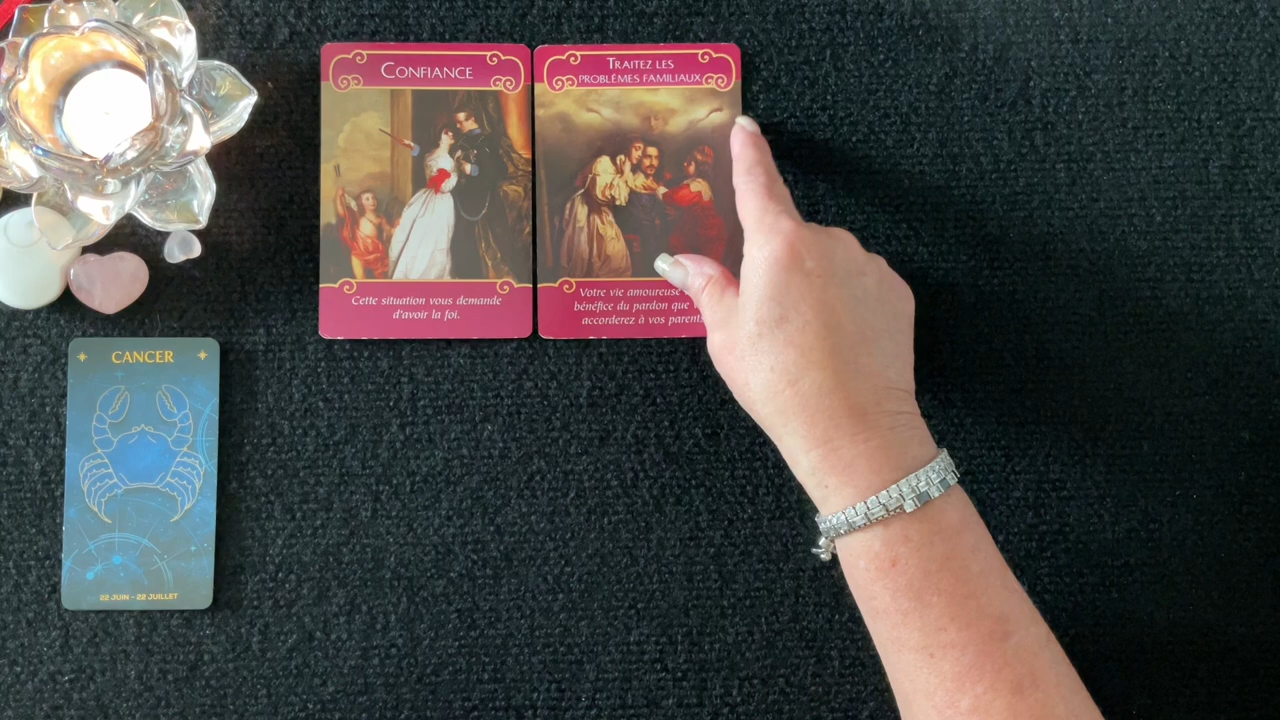 CONFIANCE
Cette situation vous demande
d'avoir la foi.
TRAITEZ LES
PROBLÈMES FAMILIAUX
Votre vie amoureuse
bénéfice du pardon que
accorderez à vos parents
CANCER
22 JUIN - 22 JUILLET